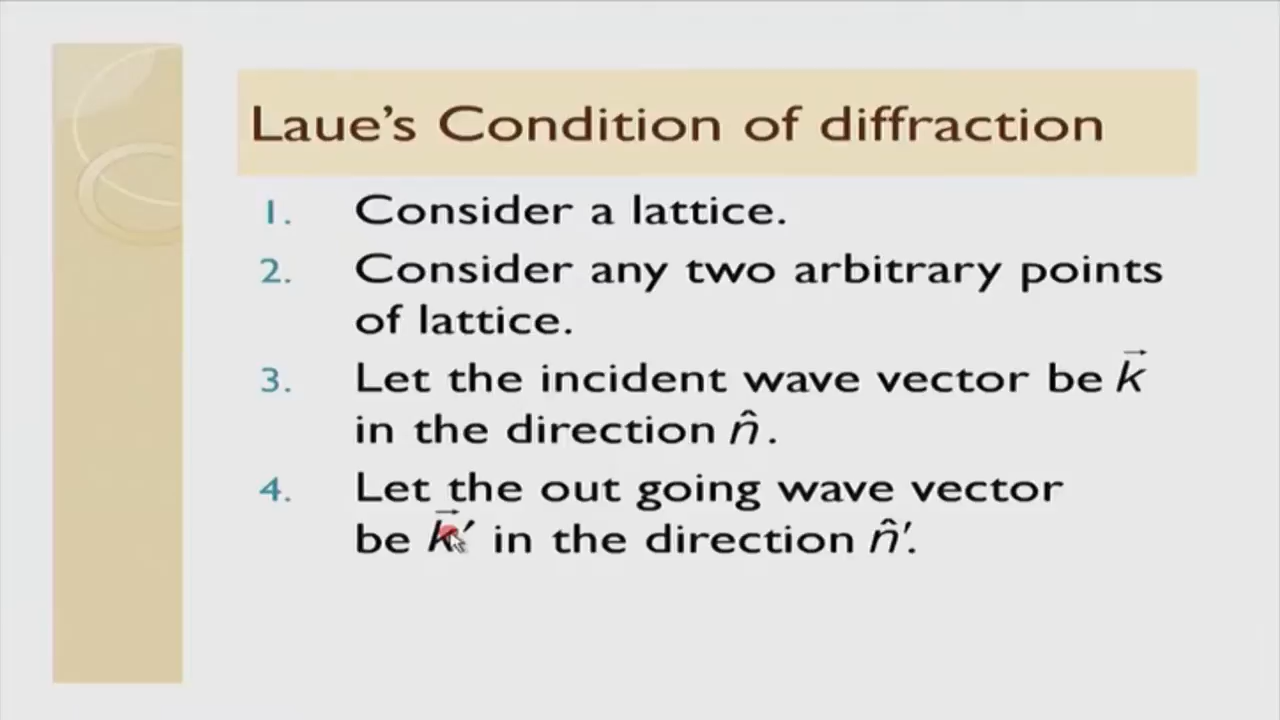 Laue's Condition of diffraction
1. Consider a lattice.
2. Consider any two arbitrary points
of lattice.
3. Let the incident wave vector be k⃗
in the direction n̂.
4. Let the out going wave vector
be k⃗′ in the direction n̂′.